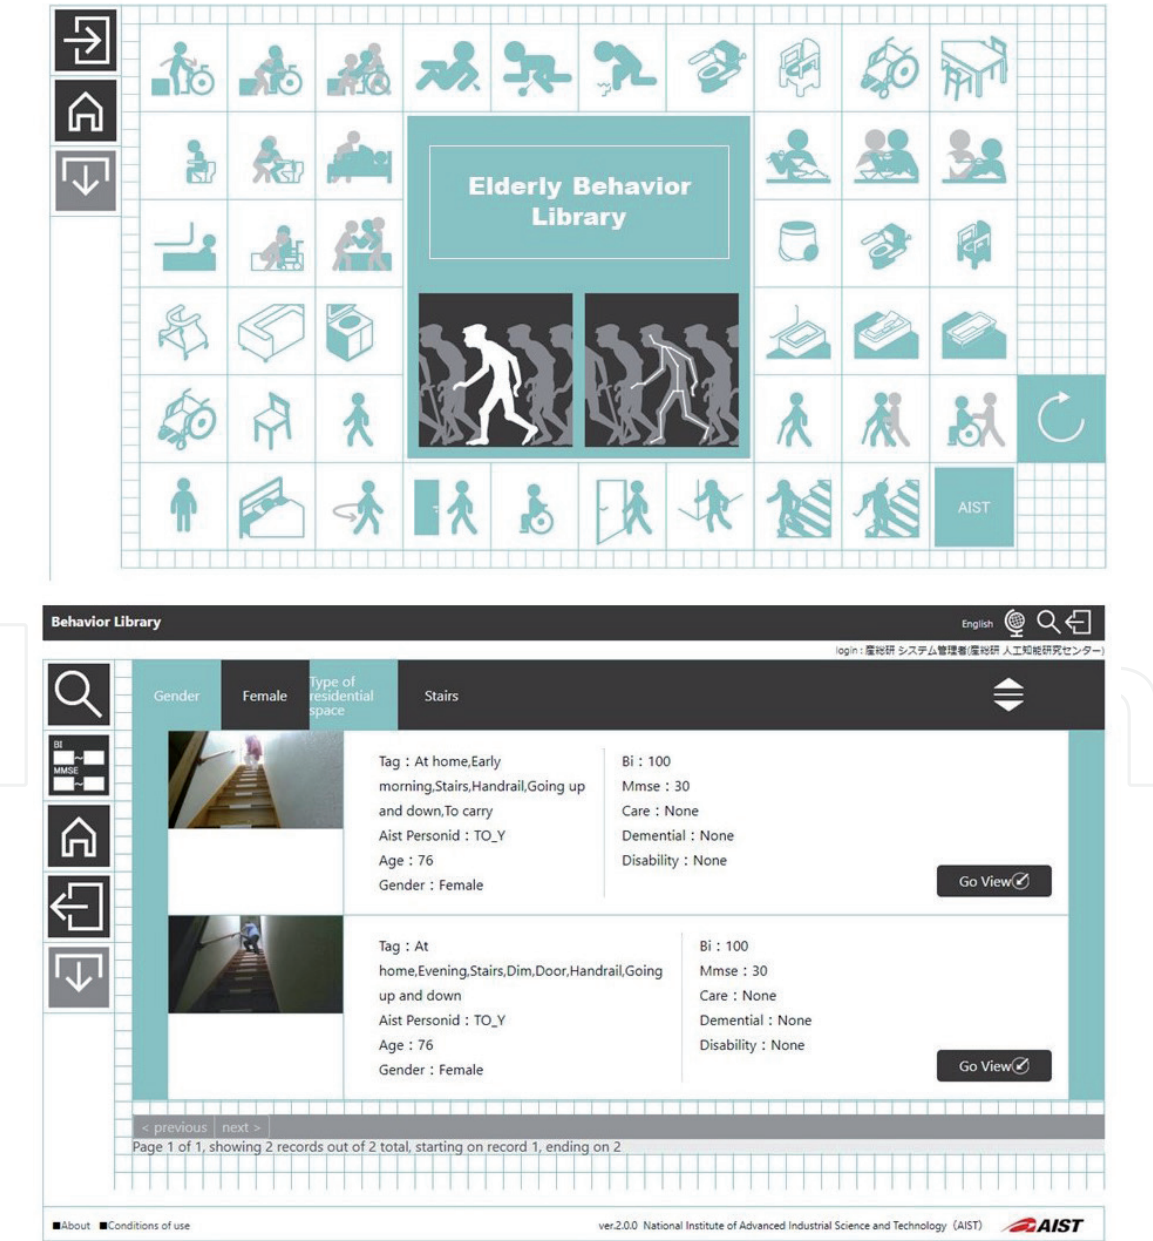 Elderly Behavior
Library
AIST
Behavior Library
English
login : 産総研 システム管理者(産総研 人工知能研究センター)
Gender
Female
Type of
residential
space
Stairs
BI
~
MMSE
~
Tag : At home,Early
morning,Stairs,Handrail,Going up
and down,To carry
Aist Personid : TO_Y
Age : 76
Gender : Female
Bi : 100
Mmse : 30
Care : None
Demential : None
Disability : None
Go View
Tag : At
home,Evening,Stairs,Dim,Door,Handrail,Going
up and down
Aist Personid : TO_Y
Age : 76
Gender : Female
Bi : 100
Mmse : 30
Care : None
Demential : None
Disability : None
Go View
< previous next >
Page 1 of 1, showing 2 records out of 2 total, starting on record 1, ending on 2
■About ■Conditions of use
ver.2.0.0 National Institute of Advanced Industrial Science and Technology (AIST)
AIST